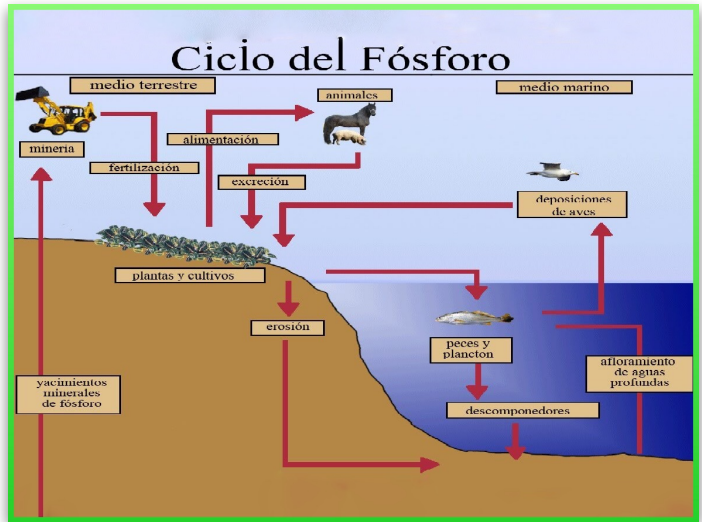 Ciclo del Fósforo
medio terrestre
animales
medio marino
minería
alimentación
fertilización
excreción
deposiciones
de aves
plantas y cultivos
erosión
peces y
plancton
afloramiento
de aguas
profundas
yacimientos
minerales
de fósforo
descomponedores